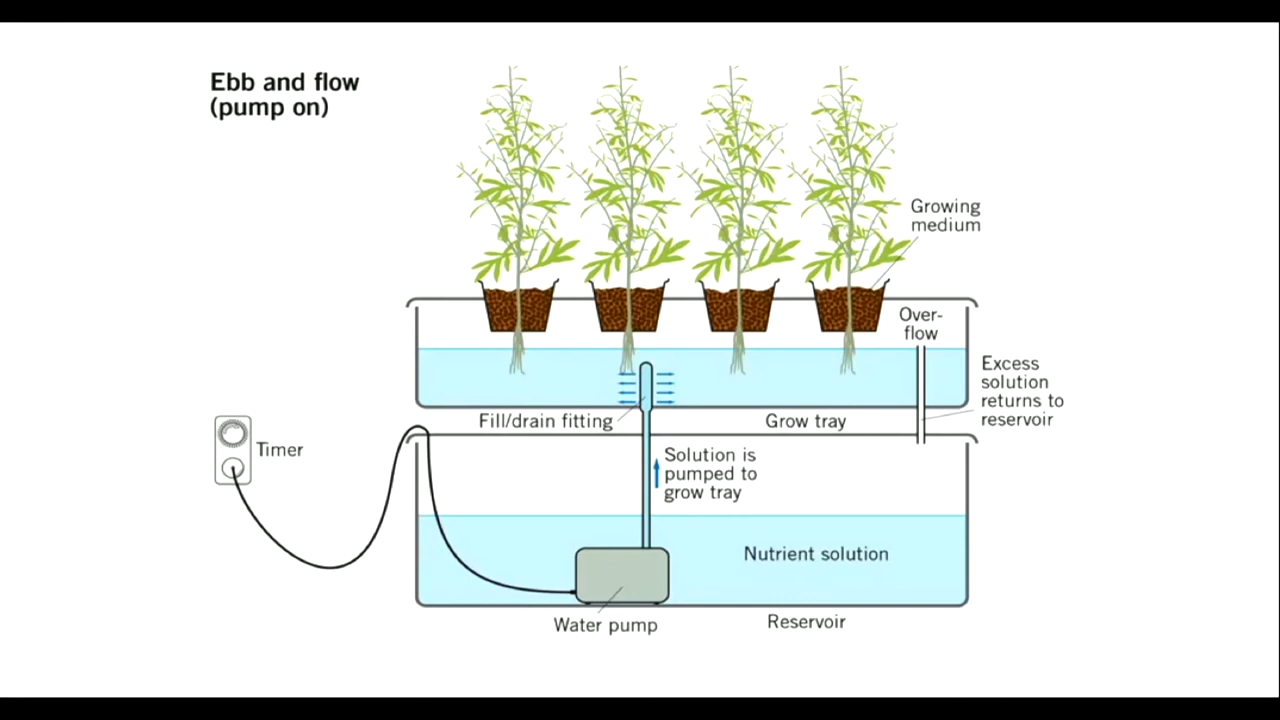 Ebb and flow
(pump on)
Growing
medium
Over-
flow
Excess
solution
returns to
reservoir
Fill/drain fitting
Grow tray
Timer
Solution is
pumped to
grow tray
Nutrient solution
Water pump
Reservoir